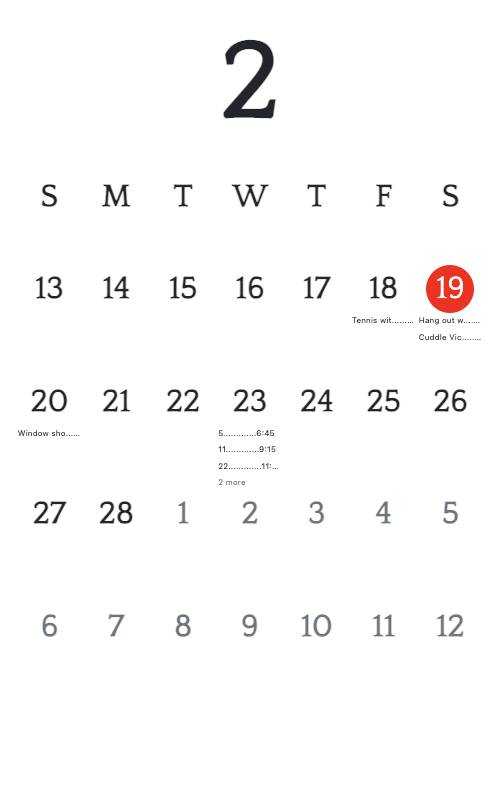 2
S M T W T F S
13 14 15 16 17 18 19
Tennis wit......... Hang out w.......
Cuddle Vic........
20 21 22 23 24 25 26
Window sho...... 5.............6:45
11.............9:15
22.............11:...
2 more
27 28 1 2 3 4 5
6 7 8 9 10 11 12